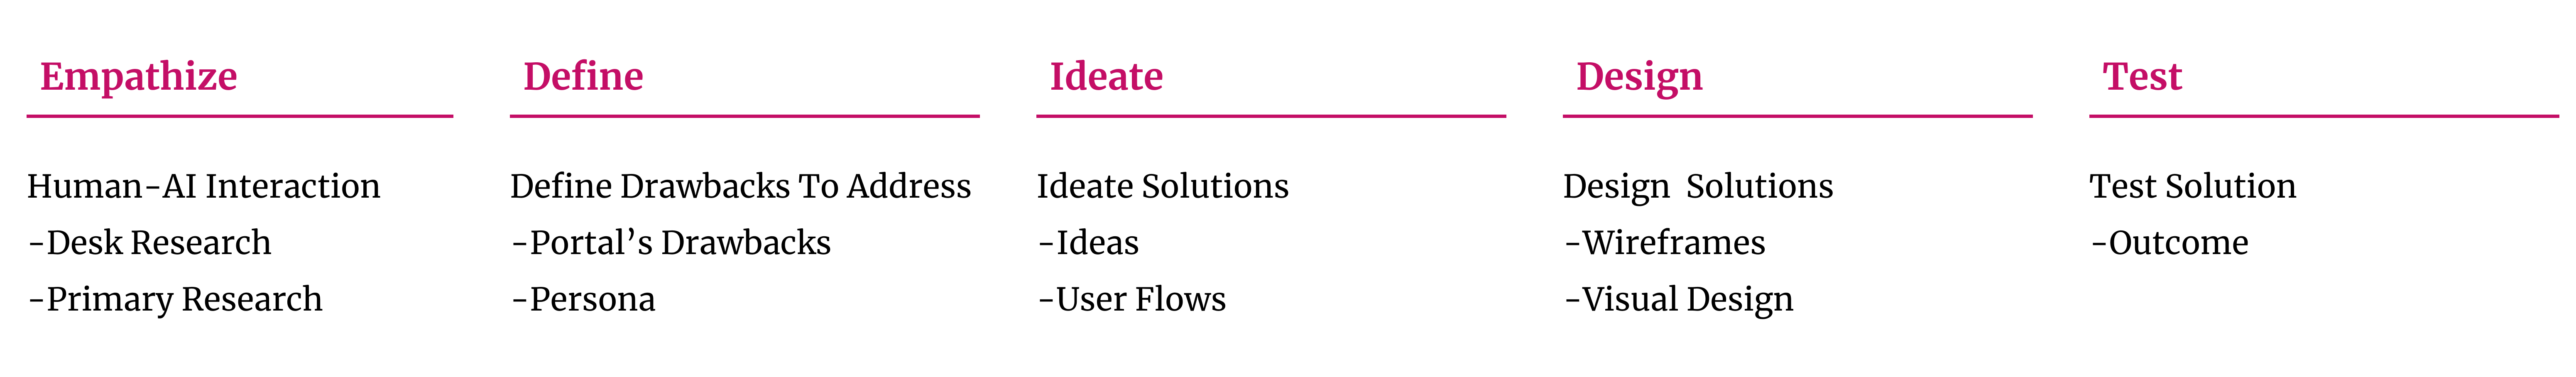 Empathize
Human-AI Interaction
-Desk Research
-Primary Research
Define
Define Drawbacks To Address
-Portal’s Drawbacks
-Persona
Ideate
Ideate Solutions
-Ideas
-User Flows
Design
Design  Solutions
-Wireframes
-Visual Design
Test
Test Solution
-Outcome